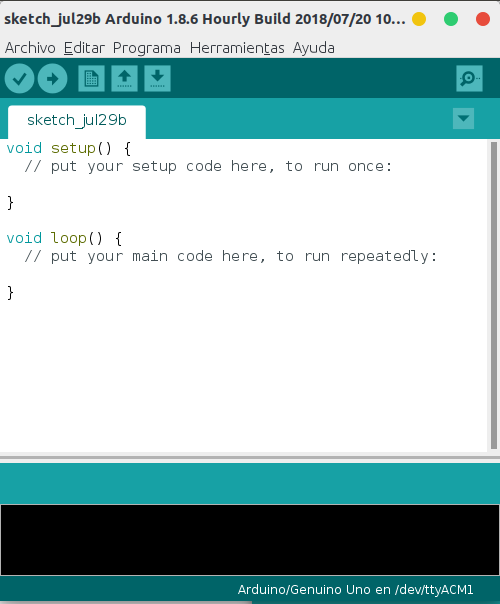 sketch_jul29b Arduino 1.8.6 Hourly Build 2018/07/20 10...
Archivo Editar Programa Herramientas Ayuda
sketch_jul29b
void setup() {
  // put your setup code here, to run once:
}
void loop() {
  // put your main code here, to run repeatedly:
}
Arduino/Genuino Uno en /dev/ttyACM1